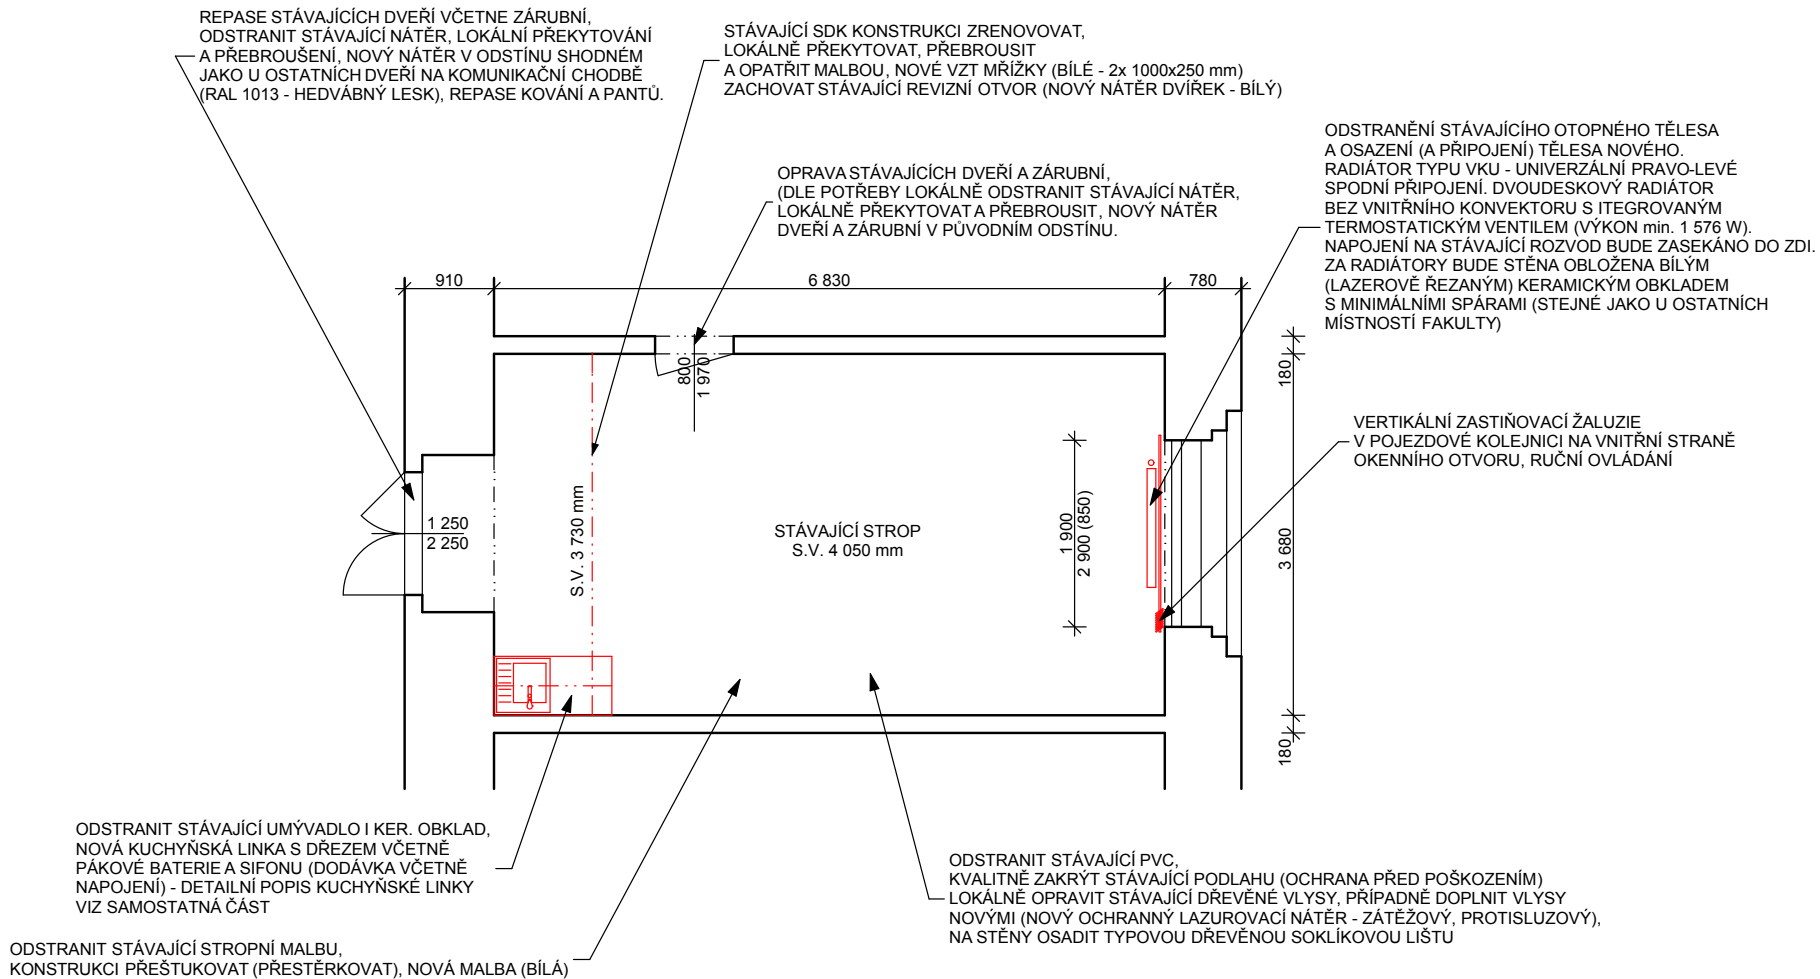 REPASE STÁVAJÍCÍCH DVEŘÍ VČETNE ZÁRUBNÍ,
ODSTRANIT STÁVAJÍCÍ NÁTĚR, LOKÁLNÍ PŘEKYTOVÁNÍ
A PŘEBROUŠENÍ, NOVÝ NÁTĚR V ODSTÍNU SHODNÉM
JAKO U OSTATNÍCH DVEŘÍ NA KOMUNIKAČNÍ CHODBĚ
(RAL 1013 - HEDVÁBNÝ LESK), REPASE KOVÁNÍ A PANTŮ.
STÁVAJÍCÍ SDK KONSTRUKCI ZRENOVOVAT,
LOKÁLNĚ PŘEKYTOVAT, PŘEBROUSIT
A OPATŘIT MALBOU, NOVÉ VZT MŘÍŽKY (BÍLÉ - 2x 1000x250 mm)
ZACHOVAT STÁVAJÍCÍ REVIZNÍ OTVOR (NOVÝ NÁTĚR DVÍŘEK - BÍLÝ)
OPRAVA STÁVAJÍCÍCH DVEŘÍ A ZÁRUBNÍ,
(DLE POTŘEBY LOKÁLNĚ ODSTRANIT STÁVAJÍCÍ NÁTĚR,
LOKÁLNĚ PŘEKYTOVAT A PŘEBROUSIT, NOVÝ NÁTĚR
DVEŘÍ A ZÁRUBNÍ V PŮVODNÍM ODSTÍNU.
ODSTRANĚNÍ STÁVAJÍCÍHO OTOPNÉHO TĚLESA
A OSAZENÍ (A PŘIPOJENÍ) TĚLESA NOVÉHO.
RADIÁTOR TYPU VKU - UNIVERZÁLNÍ PRAVO-LEVÉ
SPODNÍ PŘIPOJENÍ. DVOUDESKOVÝ RADIÁTOR
BEZ VNITŘNÍHO KONVEKTORU S ITEGROVANÝM
TERMOSTATICKÝM VENTILEM (VÝKON min. 1 576 W).
NAPOJENÍ NA STÁVAJÍCÍ ROZVOD BUDE ZASEKÁNO DO ZDI.
ZA RADIÁTORY BUDE STĚNA OBLOŽENA BÍLÝM
(LAZEROVĚ ŘEZANÝM) KERAMICKÝM OBKLADEM
S MINIMÁLNÍMI SPÁRAMI (STEJNÉ JAKO U OSTATNÍCH
MÍSTNOSTÍ FAKULTY)
910
6 830
780
800
1 970
180
VERTIKÁLNÍ ZASTIŇOVACÍ ŽALUZIE
V POJEZDOVÉ KOLEJNICI NA VNITŘNÍ STRANĚ
OKENNÍHO OTVORU, RUČNÍ OVLÁDÁNÍ
1 250
2 250
S.V. 3 730 mm
STÁVAJÍCÍ STROP
S.V. 4 050 mm
1 900
2 900 (850)
3 680
180
ODSTRANIT STÁVAJÍCÍ UMÝVADLO I KER. OBKLAD,
NOVÁ KUCHYŇSKÁ LINKA S DŘEZEM VČETNĚ
PÁKOVÉ BATERIE A SIFONU (DODÁVKA VČETNĚ
NAPOJENÍ) - DETAILNÍ POPIS KUCHYŇSKÉ LINKY
VIZ SAMOSTATNÁ ČÁST
ODSTRANIT STÁVAJÍCÍ PVC,
KVALITNĚ ZAKRÝT STÁVAJÍCÍ PODLAHU (OCHRANA PŘED POŠKOZENÍM)
LOKÁLNĚ OPRAVIT STÁVAJÍCÍ DŘEVĚNÉ VLYSY, PŘÍPADNĚ DOPLNIT VLYSY
NOVÝMI (NOVÝ OCHRANNÝ LAZUROVACÍ NÁTĚR - ZÁTĚŽOVÝ, PROTISLUZOVÝ),
NA STĚNY OSADIT TYPOVOU DŘEVĚNOU SOKLÍKOVOU LIŠTU
ODSTRANIT STÁVAJÍCÍ STROPNÍ MALBU,
KONSTRUKCI PŘEŠTUKOVAT (PŘESTĚRKOVAT), NOVÁ MALBA (BÍLÁ)